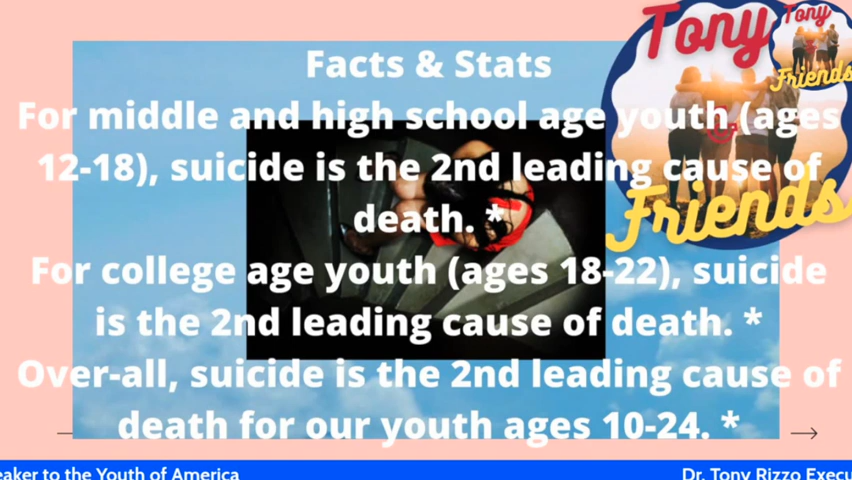 Facts & Stats
For middle and high school age youth (ages
12-18), suicide is the 2nd leading cause of
death. *
For college age youth (ages 18-22), suicide
is the 2nd leading cause of death. *
Over-all, suicide is the 2nd leading cause of
death for our youth ages 10-24. *
Tony
Friends
Tony
Friends
eaker to the Youth of America
Dr. Tony Rizzo Execu